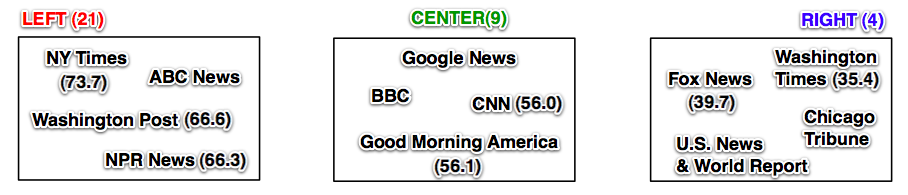 LEFT (21)
NY Times
(73.7)
ABC News
Washington Post (66.6)
NPR News (66.3)
CENTER(9)
Google News
BBC
CNN (56.0)
Good Morning America
(56.1)
RIGHT (4)
Washington
Times (35.4)
Fox News
(39.7)
Chicago
Tribune
U.S. News
& World Report